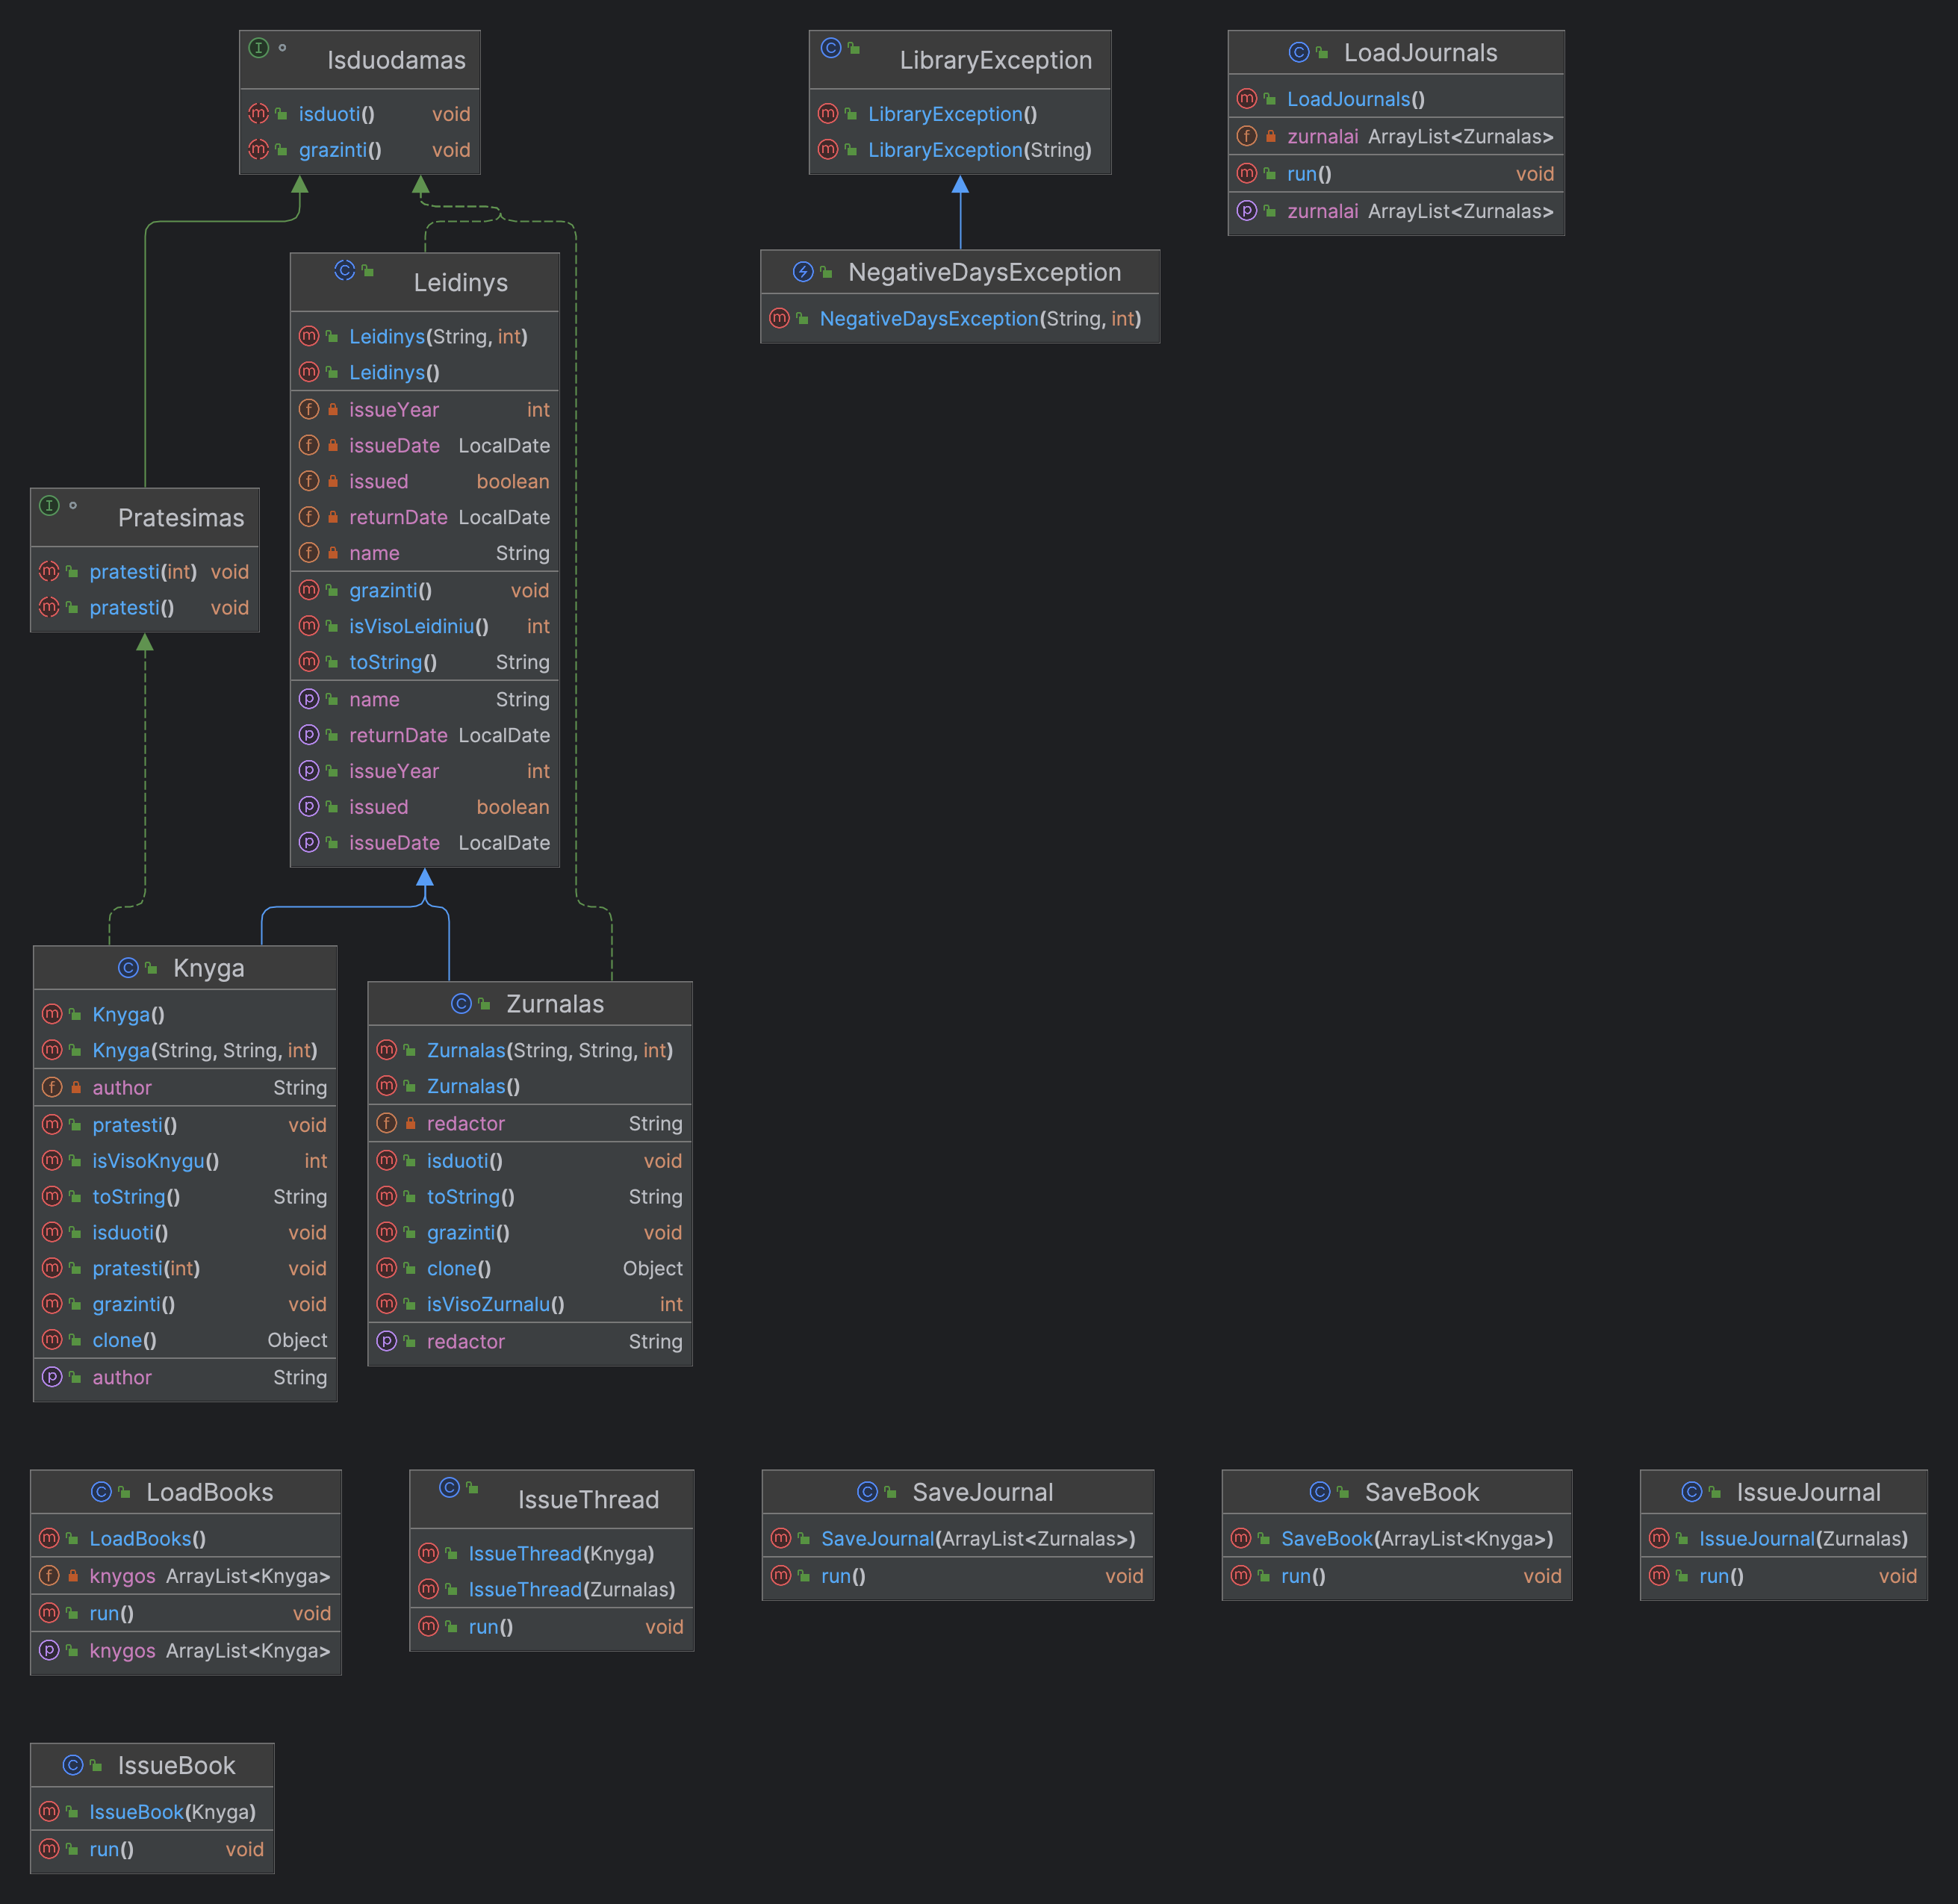 Isduodamas
isduoti() void
grazinti() void
LibraryException
LibraryException()
LibraryException(String)
LoadJournals
LoadJournals()
zurnalai ArrayList<Zurnalas>
run() void
zurnalai ArrayList<Zurnalas>
Leidinys
Leidinys(String, int)
Leidinys()
issueYear int
issueDate LocalDate
issued boolean
returnDate LocalDate
name String
grazinti() void
isVisoLeidiniu() int
toString() String
name String
returnDate LocalDate
issueYear int
issued boolean
issueDate LocalDate
NegativeDaysException
NegativeDaysException(String, int)
Pratesimas
pratesti(int) void
pratesti() void
Knyga
Knyga()
Knyga(String, String, int)
author String
pratesti() void
isVisoKnygu() int
toString() String
isduoti() void
pratesti(int) void
grazinti() void
clone() Object
author String
Zurnalas
Zurnalas(String, String, int)
Zurnalas()
redactor String
isduoti() void
toString() String
grazinti() void
clone() Object
isVisoZurnalu() int
redactor String
LoadBooks
LoadBooks()
knygos ArrayList<Knyga>
run() void
knygos ArrayList<Knyga>
IssueThread
IssueThread(Knyga)
IssueThread(Zurnalas)
run() void
SaveJournal
SaveJournal(ArrayList<Zurnalas>)
run() void
SaveBook
SaveBook(ArrayList<Knyga>)
run() void
IssueJournal
IssueJournal(Zurnalas)
run() void
IssueBook
IssueBook(Knyga)
run() void